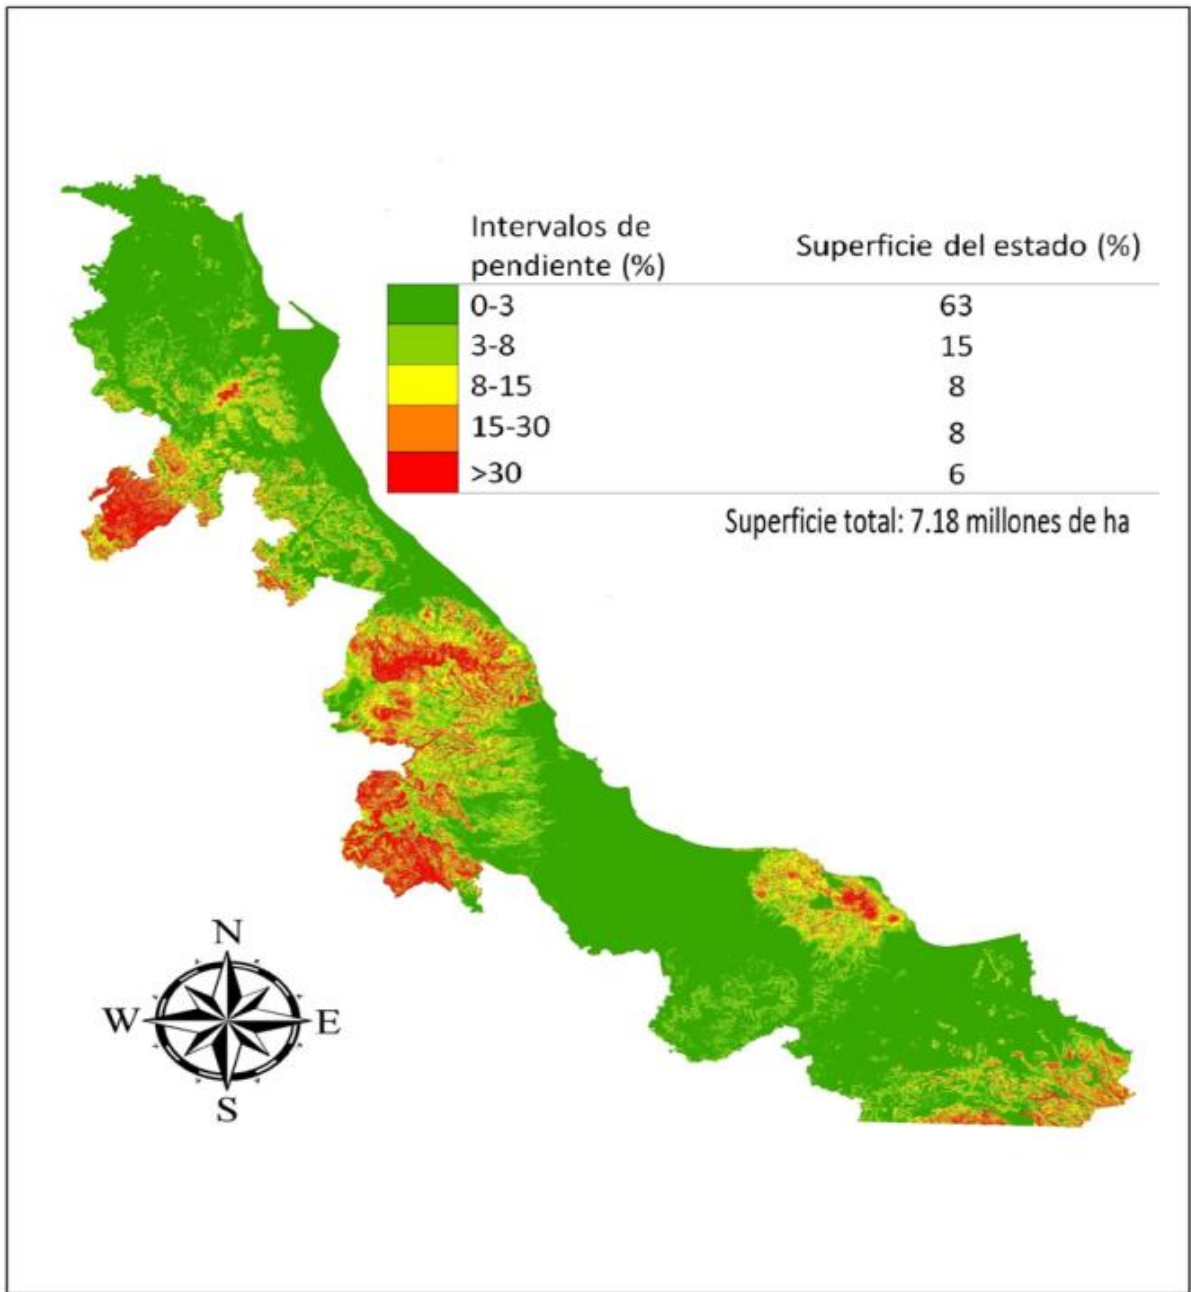 Intervalos de
pendiente (%)
Superficie del estado (%)
0-3 63
3-8 15
8-15 8
15-30 8
>30 6
Superficie total: 7.18 millones de ha
N
W E
S